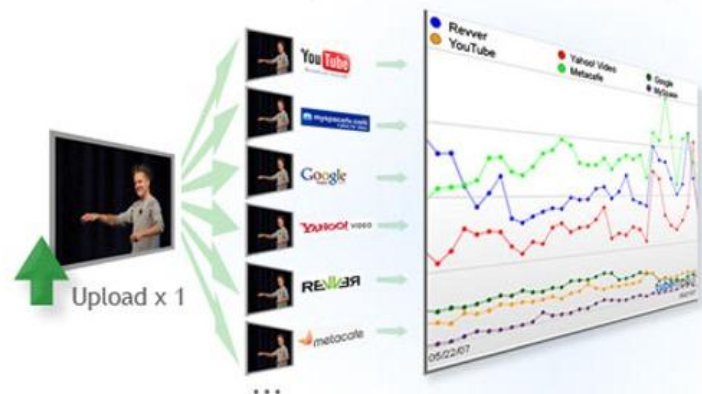 Upload x 1
YouTube
myspacetv.com
Google
YAHOO! VIDEO
REVVER
metacafe
...
Revver
YouTube
Yahoo! Video
Metacafe
Google
MySpace
05/22/07